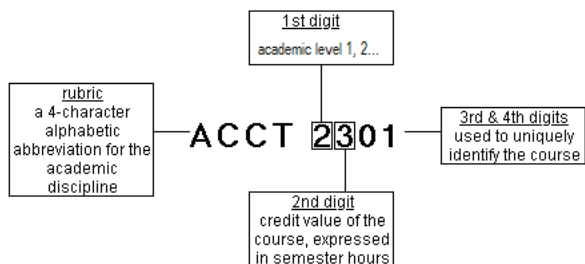 1st digit
academic level 1, 2...
rubric
a 4-character
alphabetic
abbreviation for the
academic
discipline
ACCT 2301
3rd & 4th digits
used to uniquely
identify the course
2nd digit
credit value of the
course, expressed
in semester hours